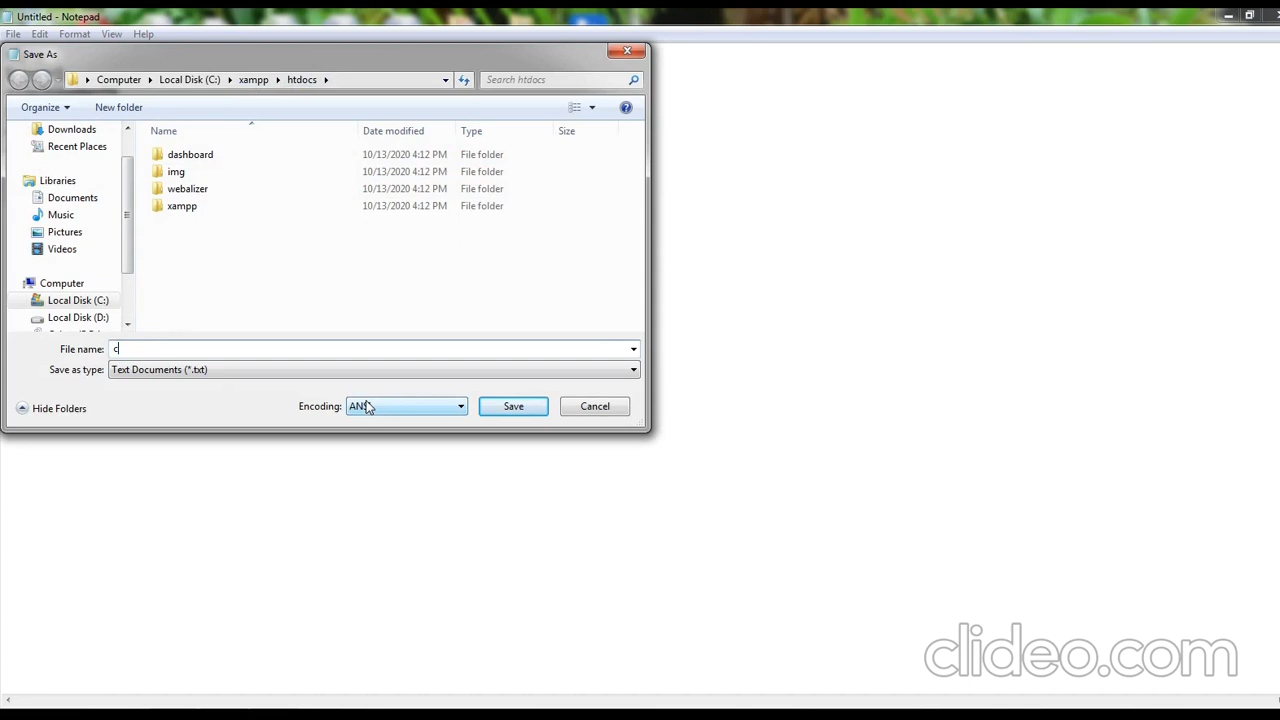 Untitled - Notepad
File Edit Format View Help
Save As
Computer Local Disk (C:) xampp htdocs
Search htdocs
Organize New folder
Name Date modified Type Size
Downloads
Recent Places
Libraries
Documents
Music
Pictures
Videos
Computer
Local Disk (C:)
Local Disk (D:)
dashboard 10/13/2020 4:12 PM File folder
img 10/13/2020 4:12 PM File folder
webalizer 10/13/2020 4:12 PM File folder
xampp 10/13/2020 4:12 PM File folder
File name: c
Save as type: Text Documents (*.txt)
Hide Folders
Encoding: Save Cancel
clideo.com